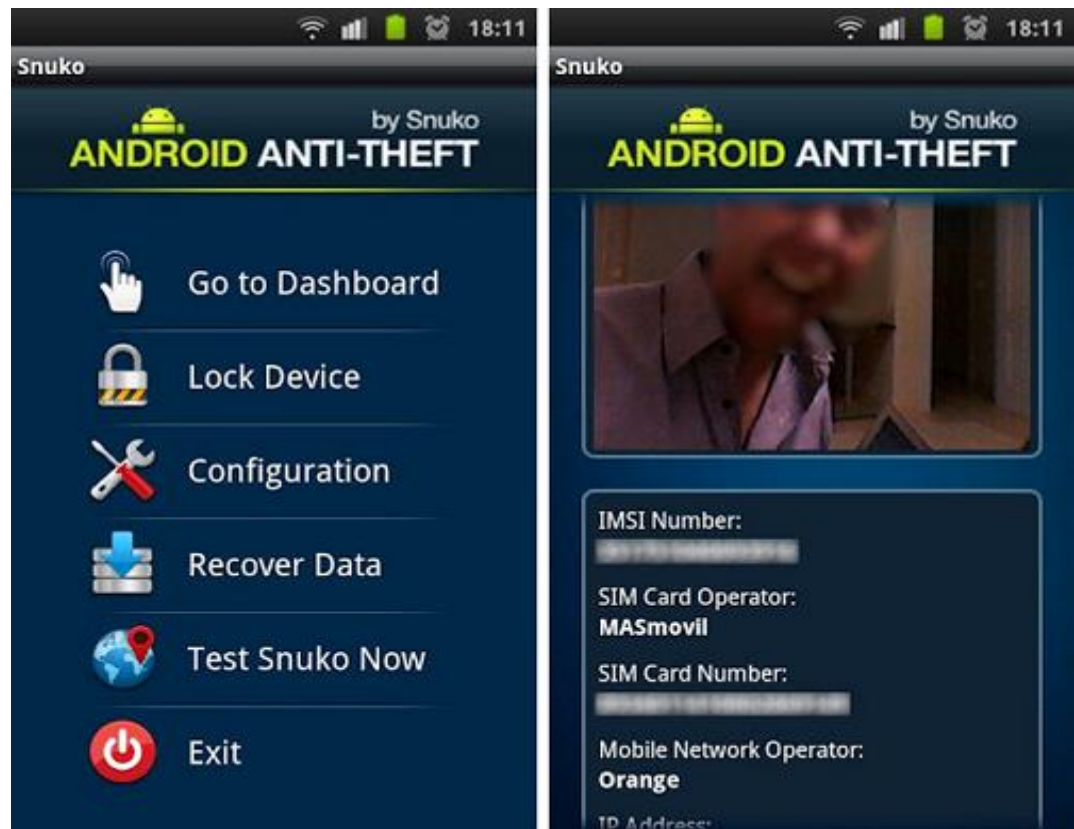 18:11
Snuko
by Snuko
ANDROID ANTI-THEFT
Go to Dashboard
Lock Device
Configuration
Recover Data
Test Snuko Now
Exit
18:11
Snuko
by Snuko
ANDROID ANTI-THEFT
IMSI Number:
SIM Card Operator:
MASmovil
SIM Card Number:
Mobile Network Operator:
Orange
IP Address: